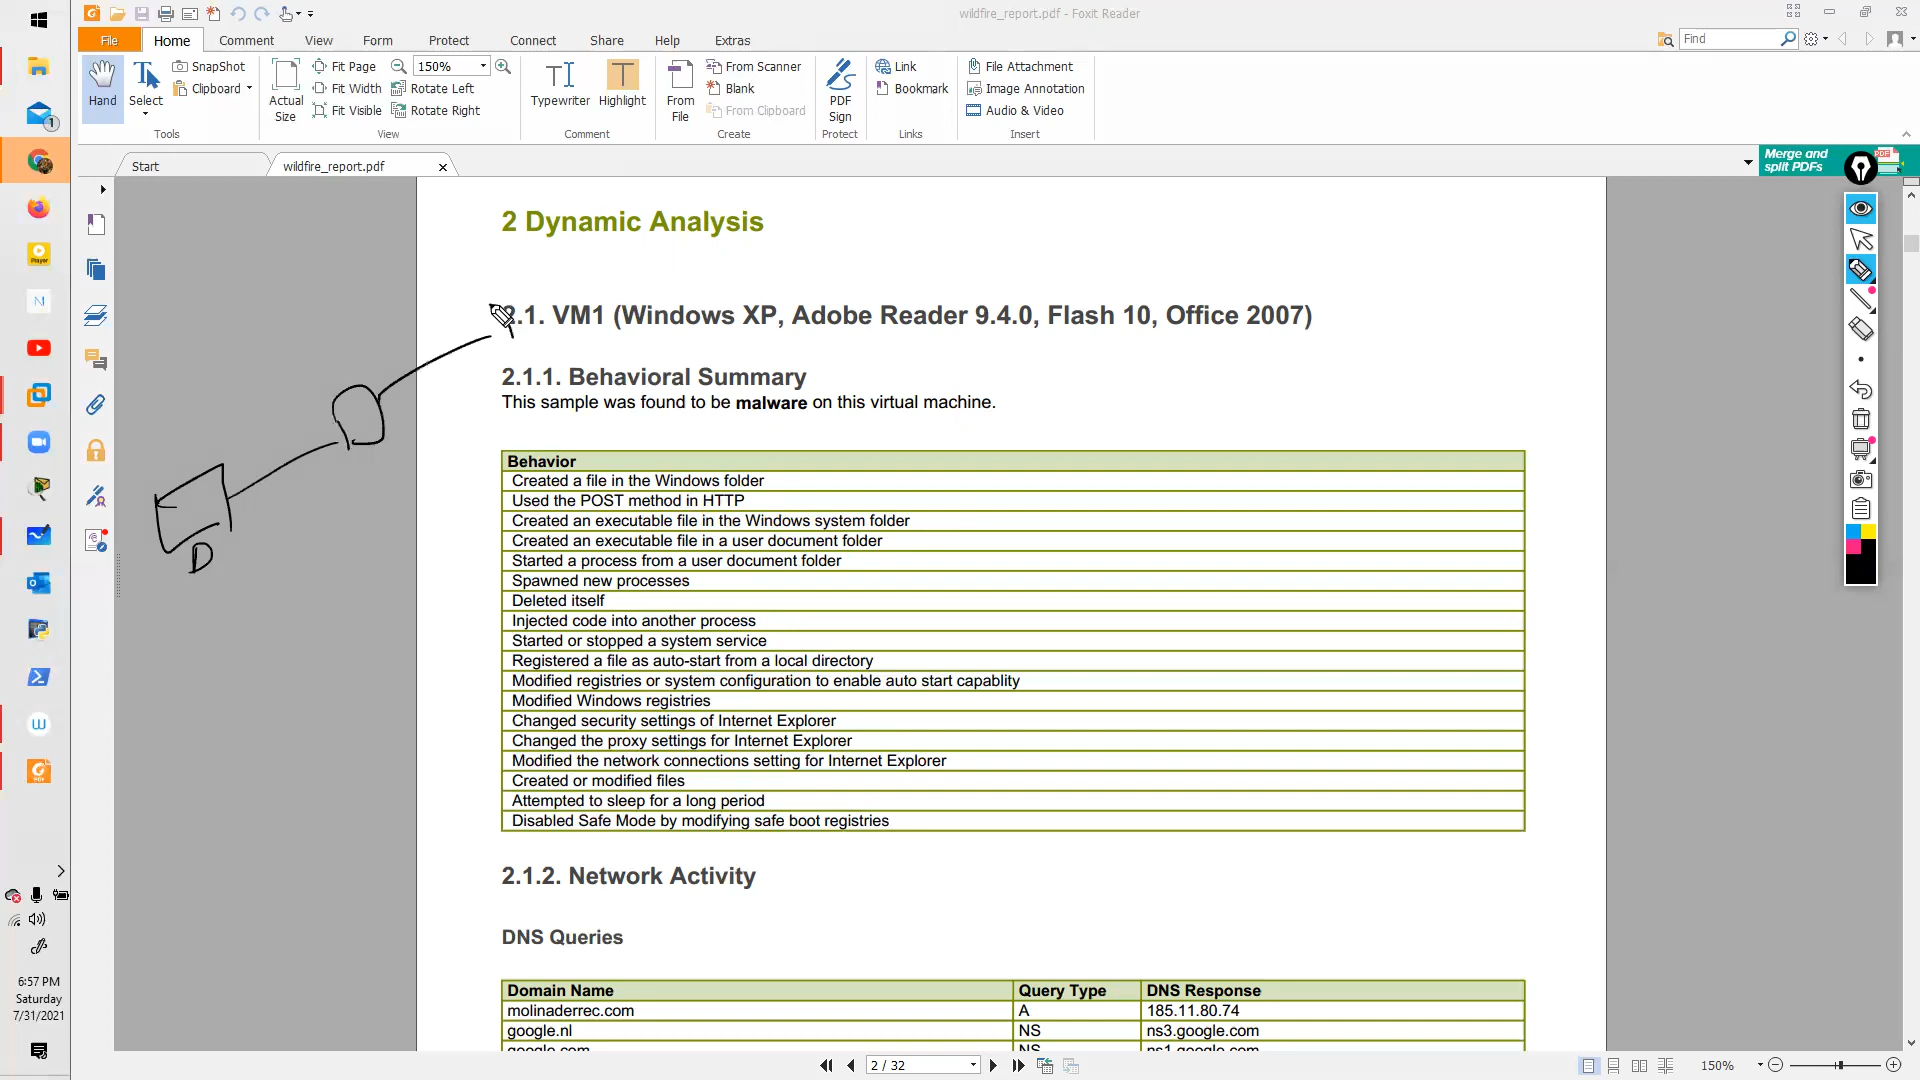 wildfire_report.pdf - Foxit Reader
File Home Comment View Form Protect Connect Share Help Extras
Find
Hand
Select
SnapShot
Clipboard
Tools
Actual Size
Fit Page
Fit Width
Fit Visible
150%
Rotate Left
Rotate Right
View
Typewriter
Highlight
Comment
From File
From Scanner
Blank
From Clipboard
Create
PDF Sign
Protect
Link
Bookmark
Links
File Attachment
Image Annotation
Audio & Video
Insert
Start
wildfire_report.pdf
Merge and
split PDFs
PDF
2 Dynamic Analysis
2.1. VM1 (Windows XP, Adobe Reader 9.4.0, Flash 10, Office 2007)
2.1.1. Behavioral Summary
This sample was found to be malware on this virtual machine.
Behavior
Created a file in the Windows folder
Used the POST method in HTTP
Created an executable file in the Windows system folder
Created an executable file in a user document folder
Started a process from a user document folder
Spawned new processes
Deleted itself
Injected code into another process
Started or stopped a system service
Registered a file as auto-start from a local directory
Modified registries or system configuration to enable auto start capablity
Modified Windows registries
Changed security settings of Internet Explorer
Changed the proxy settings for Internet Explorer
Modified the network connections setting for Internet Explorer
Created or modified files
Attempted to sleep for a long period
Disabled Safe Mode by modifying safe boot registries
2.1.2. Network Activity
DNS Queries
Domain Name Query Type DNS Response
molinaderrec.com A 185.11.80.74
google.nl NS ns3.google.com
google.com NS ns1.google.com
D
1
Player
N
W
6:57 PM
Saturday
7/31/2021
2 / 32
150%